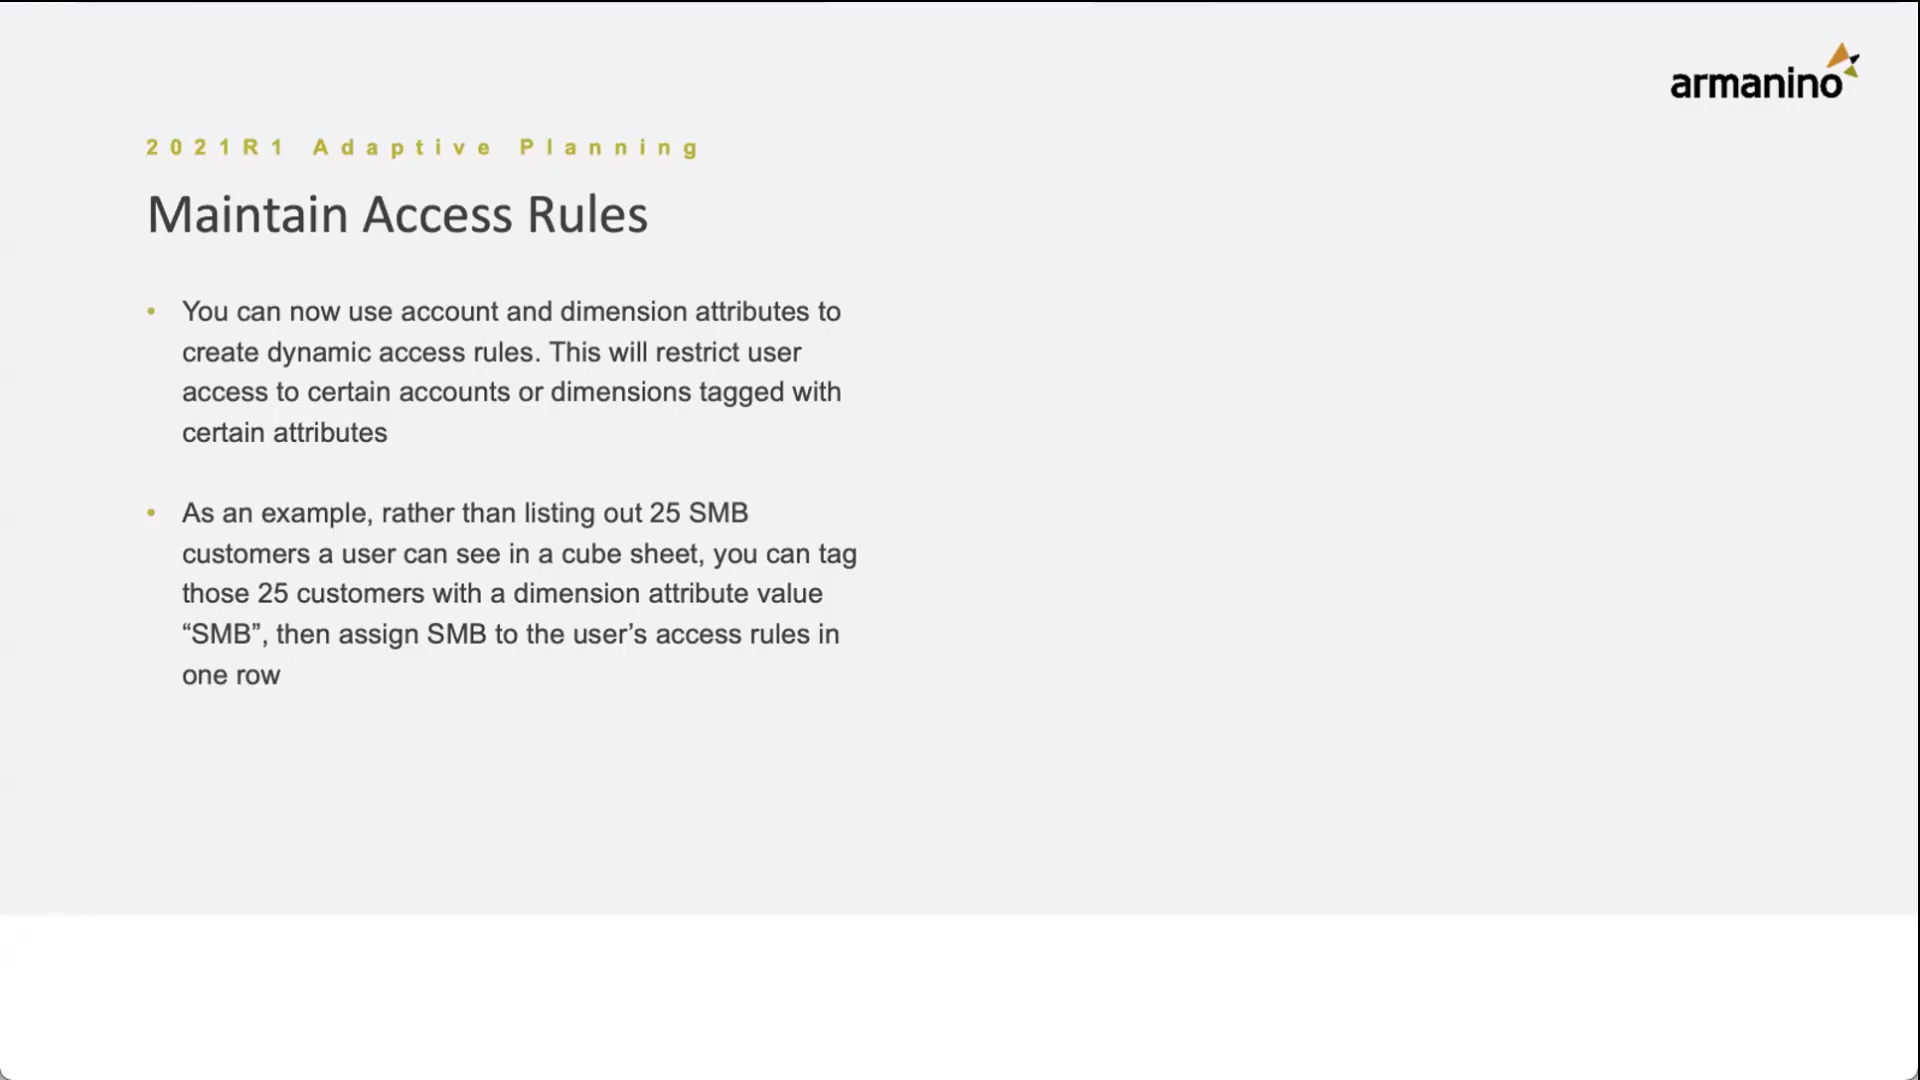 armanino
2021R1 Adaptive Planning
Maintain Access Rules
• You can now use account and dimension attributes to
create dynamic access rules. This will restrict user
access to certain accounts or dimensions tagged with
certain attributes
• As an example, rather than listing out 25 SMB
customers a user can see in a cube sheet, you can tag
those 25 customers with a dimension attribute value
“SMB”, then assign SMB to the user’s access rules in
one row